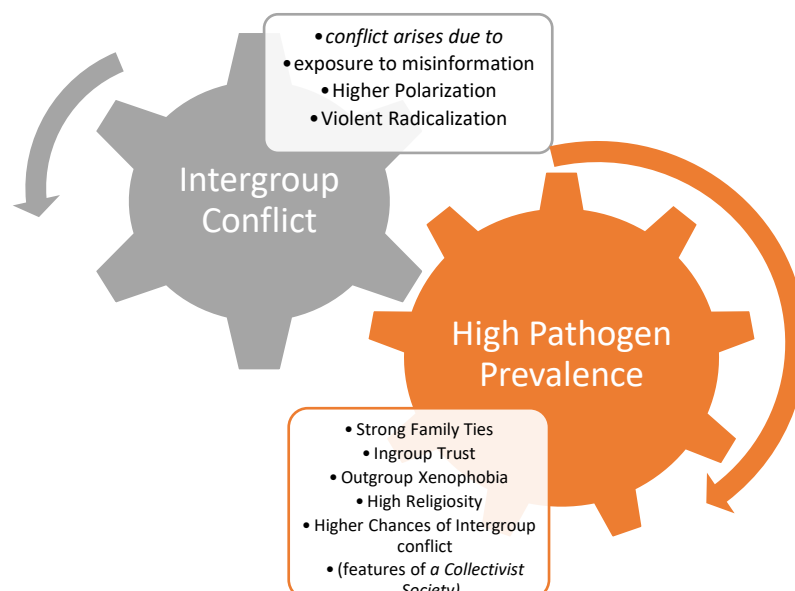 • conflict arises due to
• exposure to misinformation
• Higher Polarization
• Violent Radicalization
Intergroup
Conflict
High Pathogen
Prevalence
• Strong Family Ties
• Ingroup Trust
• Outgroup Xenophobia
• High Religiosity
• Higher Chances of Intergroup
conflict
• (features of a Collectivist
Society)